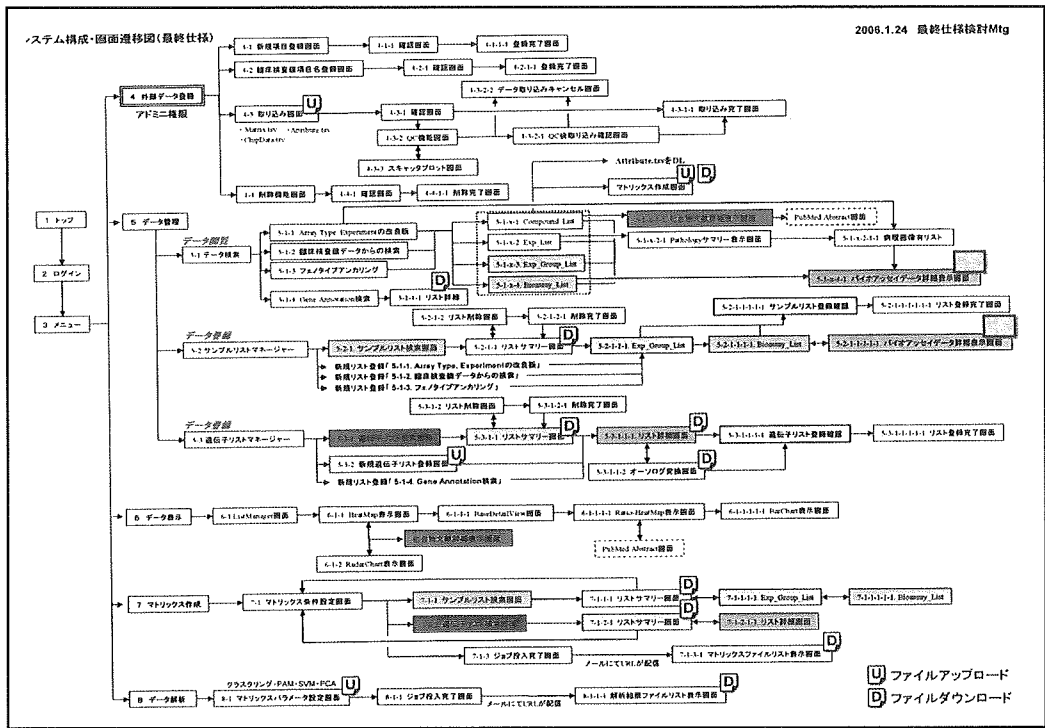 システム構成・画面遷移図(最終仕様)
2006.1.24 最終仕様検討Mtg
4-1 新規項目登録画面
4-1-1 確認画面
4-1-1-1 登録完了画面
4-2 臨床検査値項目名登録画面
4-2-1 確認画面
4-2-1-1 登録完了画面
4-3-2-2 データ取り込みキャンセル画面
4 外部データ登録
アドミニ権限
4-3 取り込み画面
U
4-3-1 確認画面
4-3-1-1 取り込み完了画面
・Matrix.tsv ・Attribute.tsv
・ChipData.tsv
4-3-2 QC機能画面
4-3-2-1 QC後取り込み確認画面
4-3-3 スキャッタプロット画面
Attribute.tsvをDL
4-4 削除機能画面
4-4-1 確認画面
4-4-1-1 削除完了画面
マトリックス作成画面
U
D
1 トップ
2 ログイン
3 メニュー
5 データ管理
データ閲覧
5-1 データ検索
5-1-1 Array Type, Experimentの改良版
5-1-2 臨床検査値データからの検索
5-1-3 フェノタイプアンカリング
5-1-4 Gene Annotation検索
5-1-4-1 リスト詳細
D
5-1-x-1 Compound_List
5-1-x-2 Exp_List
5-1-x-3 Exp_Group_List
5-1-x-4 Bioassay_List
PubMed Abstract画面
5-1-x-2-1 Pathologyサマリー表示画面
5-1-x-2-1-1 病理画像有リスト
5-1-x-4-1 バイオアッセイデータ詳細表示画面
データ登録
5-2 サンプルリストマネージャー
5-2-1 サンプルリスト検索画面
5-2-1-2 リスト削除画面
5-2-1-2-1 削除完了画面
5-2-1-1 リストサマリー画面
D
5-2-1-1-1 Exp_Group_List
5-2-1-1-1-1 Bioassay_List
5-2-1-1-1-1-1 バイオアッセイデータ詳細表示画面
5-2-1-1-1-1 サンプルリスト登録確認
5-2-1-1-1-1-1 リスト登録完了画面
新規リスト登録「5-1-1. Array Type, Experimentの改良版」
新規リスト登録「5-1-2. 臨床検査値データからの検索」
新規リスト登録「5-1-3. フェノタイプアンカリング」
データ登録
5-3 遺伝子リストマネージャー
5-3-1-2 リスト削除画面
5-3-1-2-1 削除完了画面
5-3-1-1 リストサマリー画面
D
5-3-1-1-1 リスト詳細画面
D
5-3-1-1-1-1 遺伝子リスト登録確認
5-3-1-1-1-1-1 リスト登録完了画面
5-3-2 新規遺伝子リスト登録画面
U
5-3-1-1-2 オーソログ変換画面
D
新規リスト登録「5-1-4. Gene Annotation検索」
6 データ表示
6-1 ListManager画面
6-1-1 HeatMap表示画面
6-1-1-1 BaseDetailView画面
6-1-1-1-1 Ratio-HeatMap表示画面
6-1-1-1-1-1 BarChart表示画面
6-1-2 RadarChart表示画面
PubMed Abstract画面
7 マトリックス作成
7-1 マトリックス条件設定画面
7-1-1 サンプルリスト検索画面
7-1-1-1 リストサマリー画面
D
7-1-1-1-1 Exp_Group_List
7-1-1-1-1-1 Bioassay_List
7-1-2-1 リストサマリー画面
D
7-1-2-1-1 リスト詳細画面
7-1-3 ジョブ投入完了画面
メールにてURLが配信
7-1-3-1 マトリックスファイルリスト表示画面
D
8 データ解析
クラスタリング・PAM・SVM・PCA
8-1 マトリックスパラメータ設定画面
U
8-1-1 ジョブ投入完了画面
メールにてURLが配信
8-1-1-1 解析結果ファイルリスト表示画面
D
U ファイルアップロード
D ファイルダウンロード